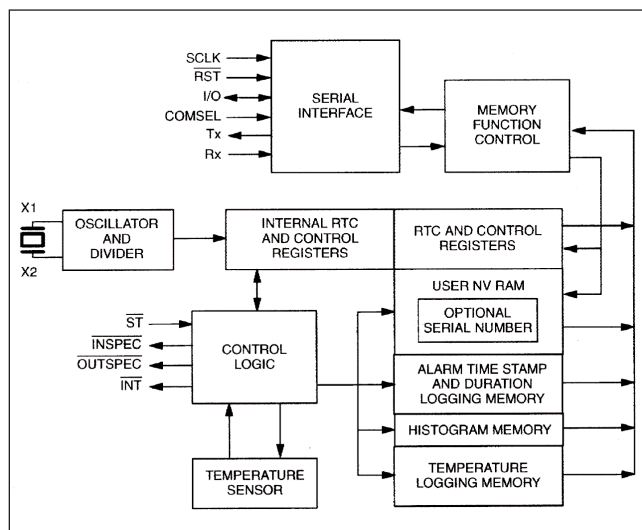 SCLK
RST
I/O
COMSEL
Tx
Rx
SERIAL
INTERFACE
MEMORY
FUNCTION
CONTROL
X1
X2
OSCILLATOR
AND
DIVIDER
INTERNAL RTC
AND CONTROL
REGISTERS
RTC AND CONTROL
REGISTERS
USER NV RAM
OPTIONAL
SERIAL NUMBER
ST
INSPEC
OUTSPEC
INT
CONTROL
LOGIC
ALARM TIME STAMP
AND DURATION
LOGGING MEMORY
HISTOGRAM MEMORY
TEMPERATURE
LOGGING MEMORY
TEMPERATURE
SENSOR